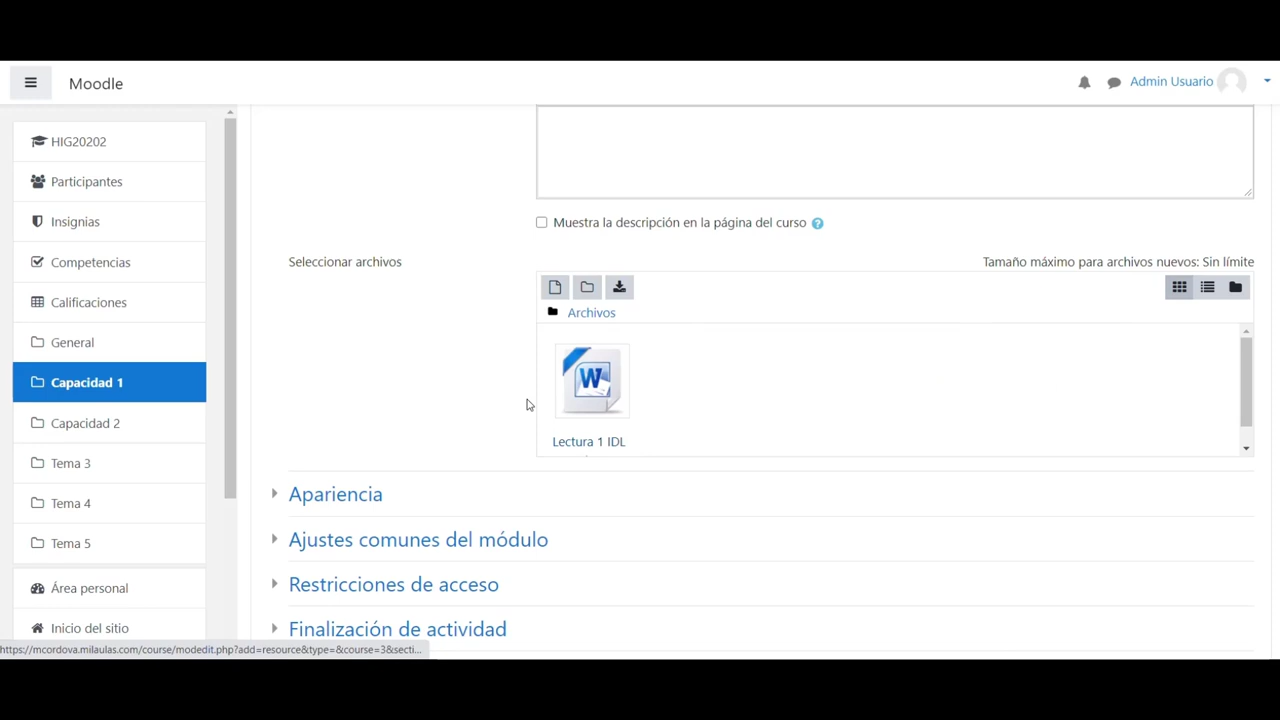 Moodle
Admin Usuario
HIG20202
Participantes
Insignias
Competencias
Calificaciones
General
Capacidad 1
Capacidad 2
Tema 3
Tema 4
Tema 5
Área personal
Inicio del sitio
Muestra la descripción en la página del curso
Seleccionar archivos
Tamaño máximo para archivos nuevos: Sin límite
Archivos
W
Lectura 1 IDL
Apariencia
Ajustes comunes del módulo
Restricciones de acceso
Finalización de actividad
https://mcordova.milaulas.com/course/modedit.php?add=resource&type=&course=3&secti...